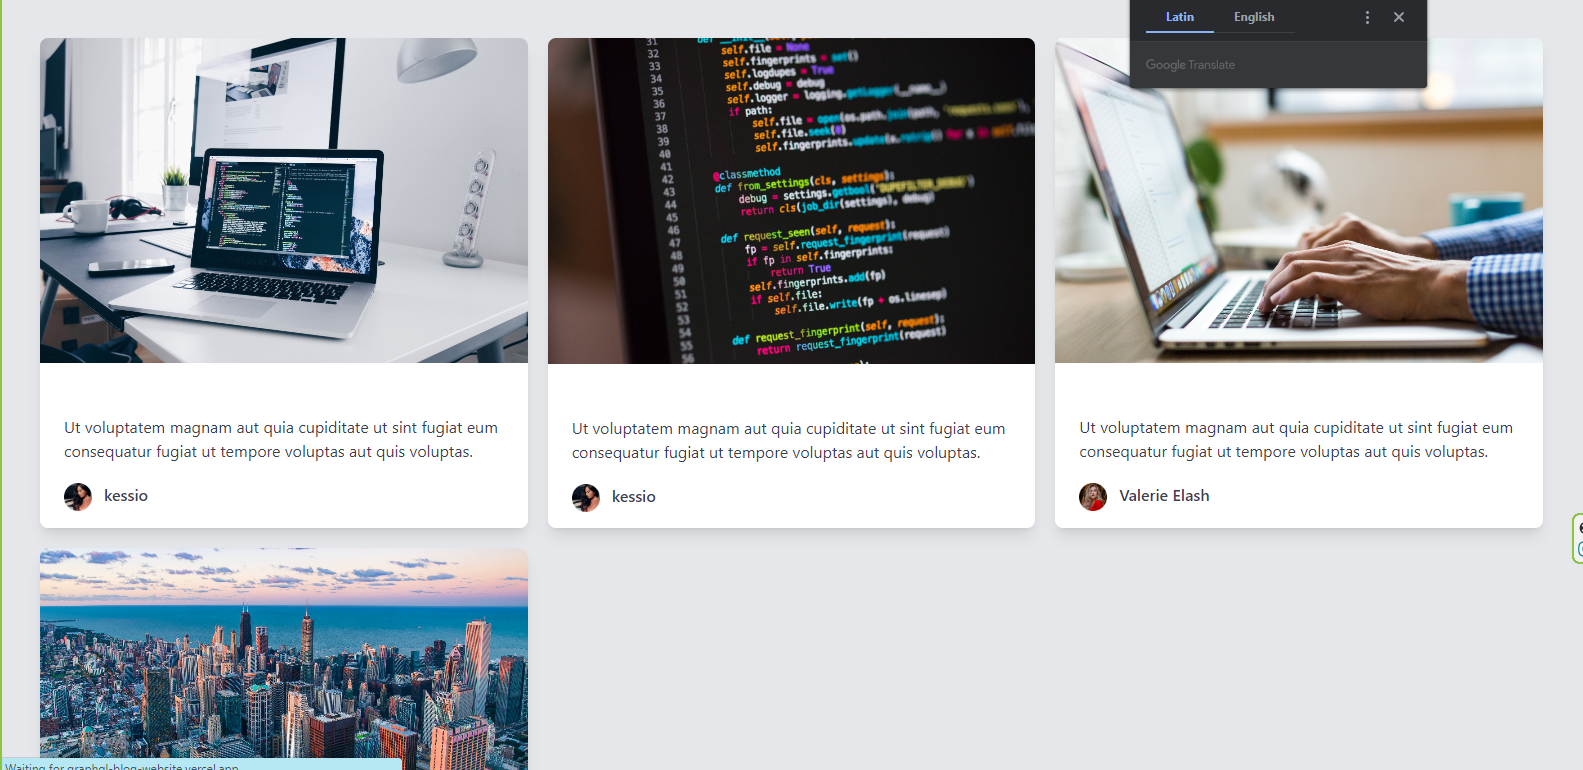 Latin English
Google Translate
31 def __init__(self,
32 self.file = None
33 self.fingerprints = set()
34 self.logdupes = True
35 self.debug = debug
36 self.logger = logging.getLogger(__name__)
37 if path:
38 self.file = open(os.path.join(path, 'requests.seen'),
39 self.file.seek(0)
40 self.fingerprints.update(
41
42 @classmethod
43 def from_settings(cls, settings):
44 debug = settings.getbool('DUPEFILTER_DEBUG')
45 return cls(job_dir(settings), debug)
46
47 def request_seen(self, request):
48 fp = self.request_fingerprint(request)
49 if fp in self.fingerprints:
50 return True
51 self.fingerprints.add(fp)
52 if self.file:
53 self.file.write(fp + os.linesep)
54
55 def request_fingerprint(self, request):
56 return request_fingerprint(request)
Ut voluptatem magnam aut quia cupiditate ut sint fugiat eum
consequatur fugiat ut tempore voluptas aut quis voluptas.
kessio
Ut voluptatem magnam aut quia cupiditate ut sint fugiat eum
consequatur fugiat ut tempore voluptas aut quis voluptas.
kessio
Ut voluptatem magnam aut quia cupiditate ut sint fugiat eum
consequatur fugiat ut tempore voluptas aut quis voluptas.
Valerie Elash
Waiting for graphql-blog-website.vercel.app